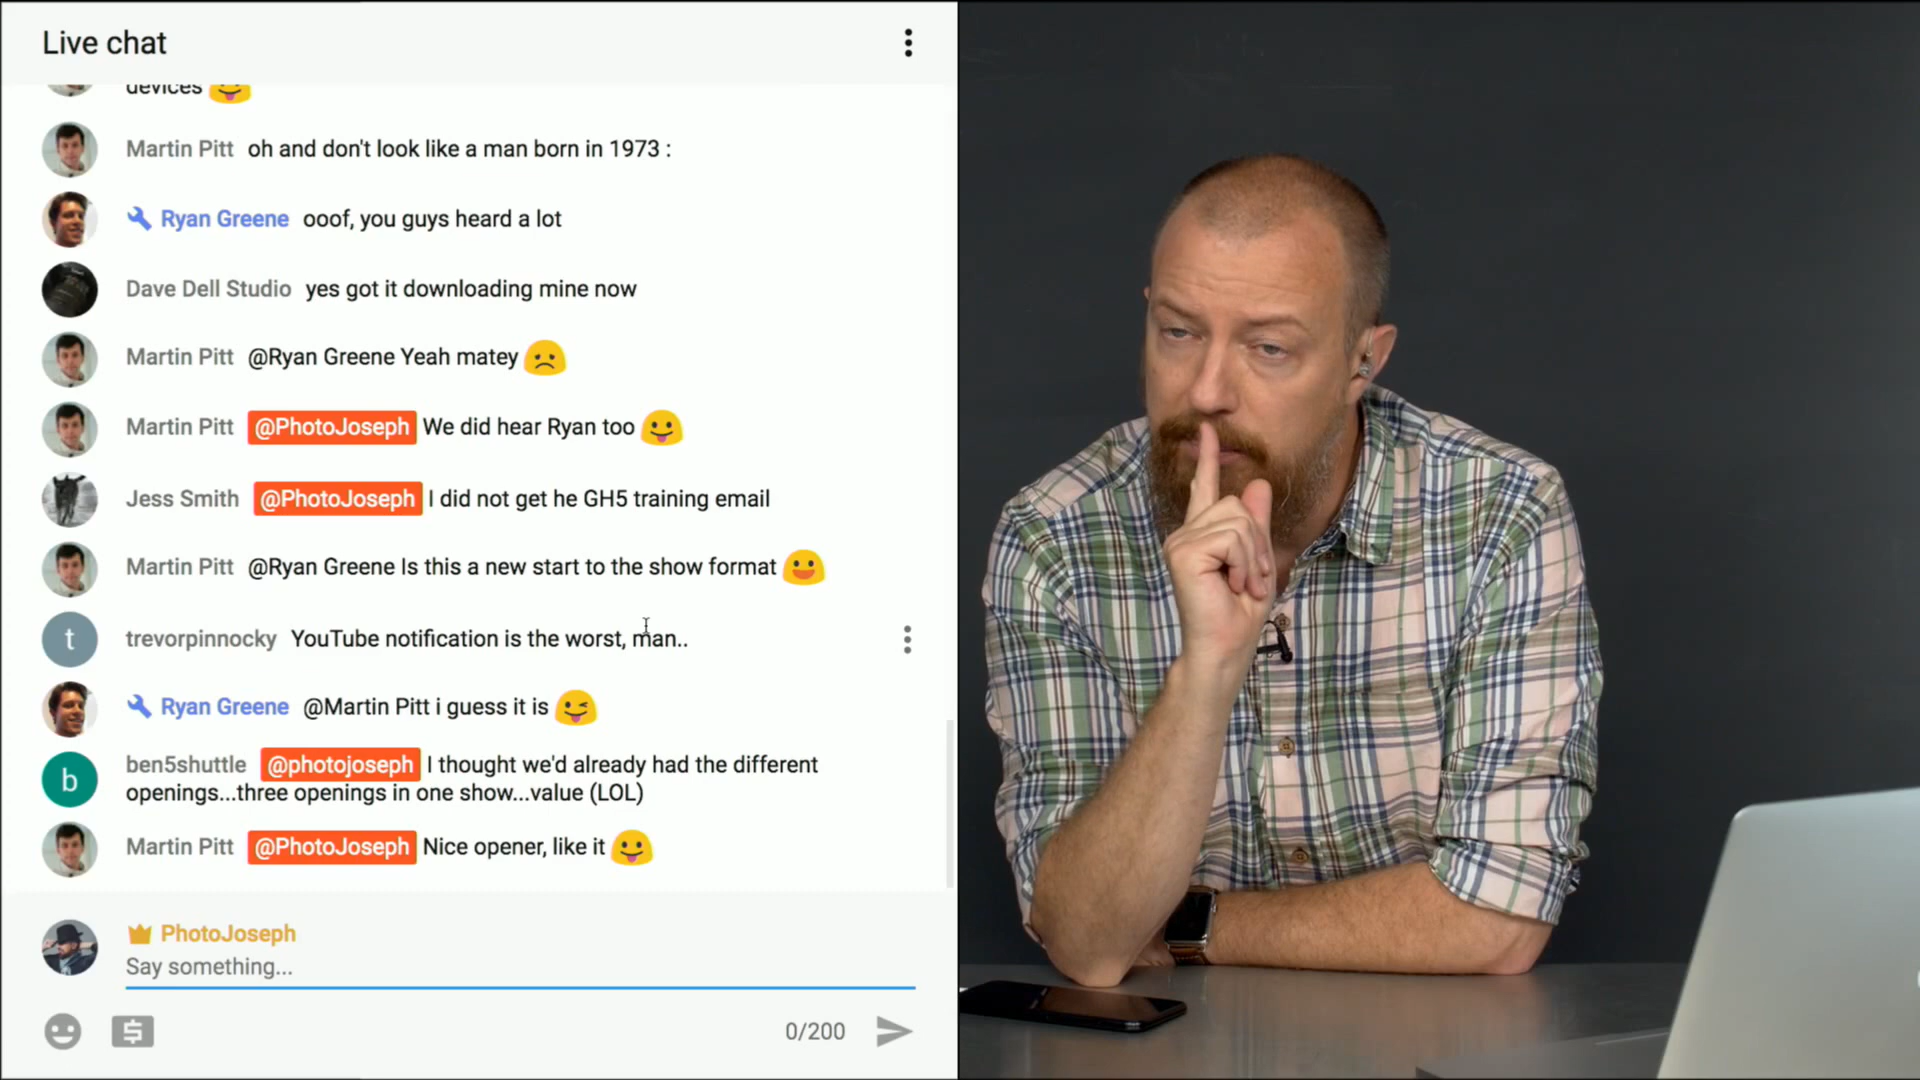 Live chat
devices
Martin Pitt oh and don't look like a man born in 1973 :
Ryan Greene ooof, you guys heard a lot
Dave Dell Studio yes got it downloading mine now
Martin Pitt @Ryan Greene Yeah matey
Martin Pitt @PhotoJoseph We did hear Ryan too
Jess Smith @PhotoJoseph I did not get he GH5 training email
Martin Pitt @Ryan Greene Is this a new start to the show format
t
trevorpinnocky YouTube notification is the worst, man..
Ryan Greene @Martin Pitt i guess it is
b
ben5shuttle @photojoseph I thought we'd already had the different
openings...three openings in one show...value (LOL)
Martin Pitt @PhotoJoseph Nice opener, like it
PhotoJoseph
Say something...
0/200